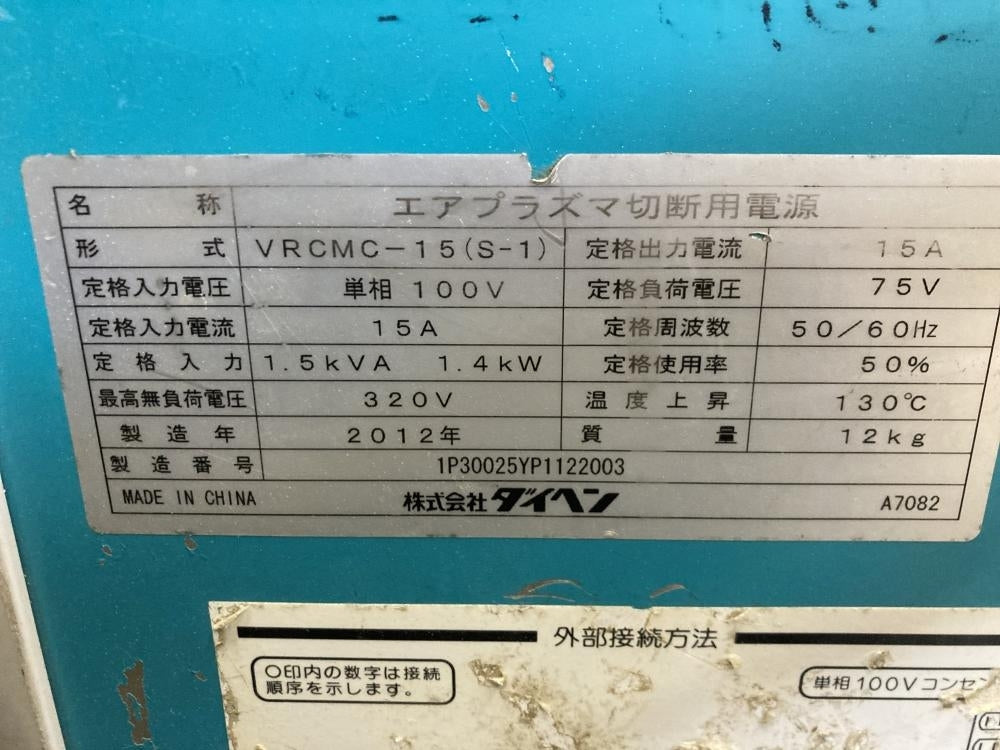 名 称 エアプラズマ切断用電源
形 式 VRCMC-15(S-1) 定格出力電流 15A
定格入力電圧 単相 100V 定格負荷電圧 75V
定格入力電流 15A 定格周波数 50/60Hz
定格入力 1.5kVA 1.4kW 定格使用率 50%
最高無負荷電圧 320V 温度上昇 130℃
製造年 2012年 質 量 12kg
製造番号 1P30025YP1122003
MADE IN CHINA 株式会社ダイヘン A7082
外部接続方法
○印内の数字は接続 単相100Vコンセン
順序を示します。